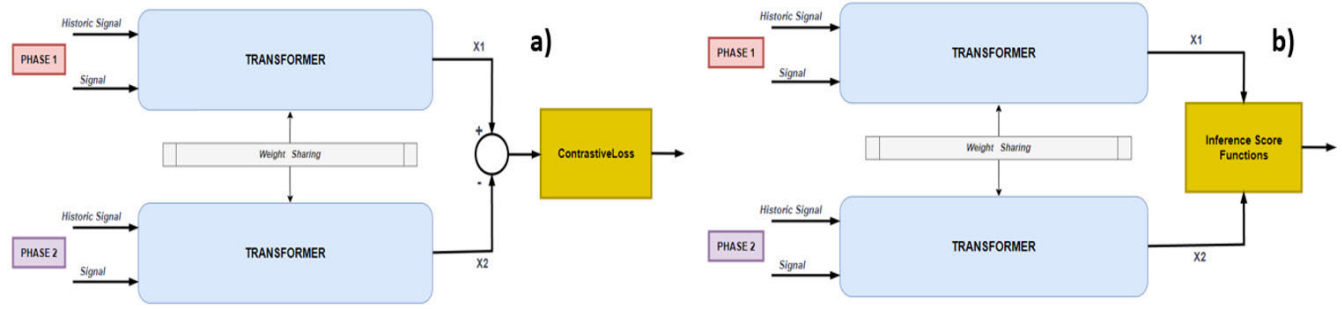 a)
Historic Signal
PHASE 1
Signal
TRANSFORMER
X1
Weight Sharing
+
-
ContrastiveLoss
Historic Signal
PHASE 2
Signal
TRANSFORMER
X2
b)
Historic Signal
PHASE 1
Signal
TRANSFORMER
X1
Weight Sharing
Inference Score
Functions
Historic Signal
PHASE 2
Signal
TRANSFORMER
X2